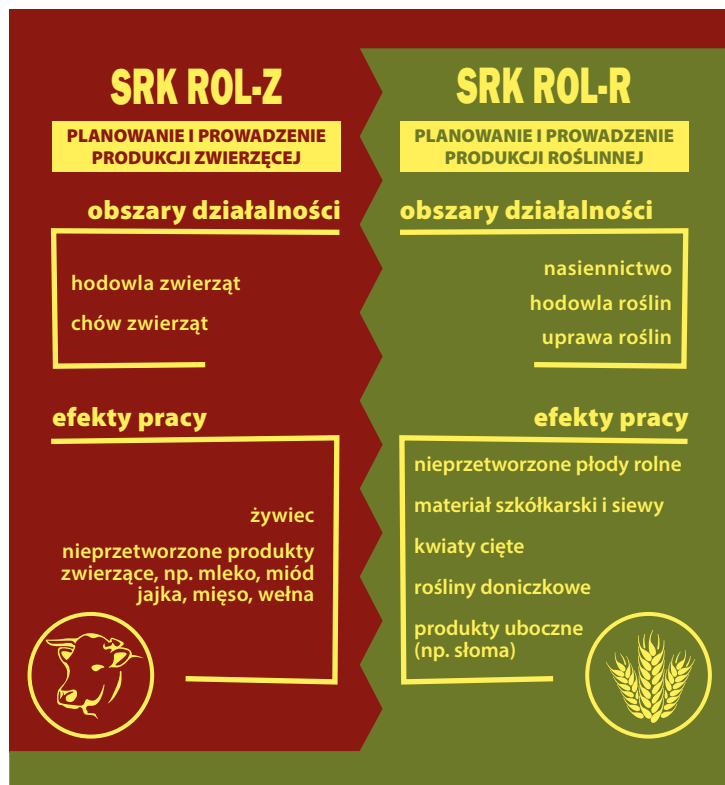 SRK ROL-Z
PLANOWANIE I PROWADZENIE
PRODUKCJI ZWIERZĘCEJ
obszary działalności
hodowla zwierząt
chów zwierząt
efekty pracy
żywiec
nieprzetworzone produkty
zwierzące, np. mleko, miód
jajka, mięso, wełna
SRK ROL-R
PLANOWANIE I PROWADZENIE
PRODUKCJI ROŚLINNEJ
obszary działalności
nasiennictwo
hodowla roślin
uprawa roślin
efekty pracy
nieprzetworzone płody rolne
materiał szkółkarski i siewy
kwiaty cięte
rośliny doniczkowe
produkty uboczne
(np. słoma)